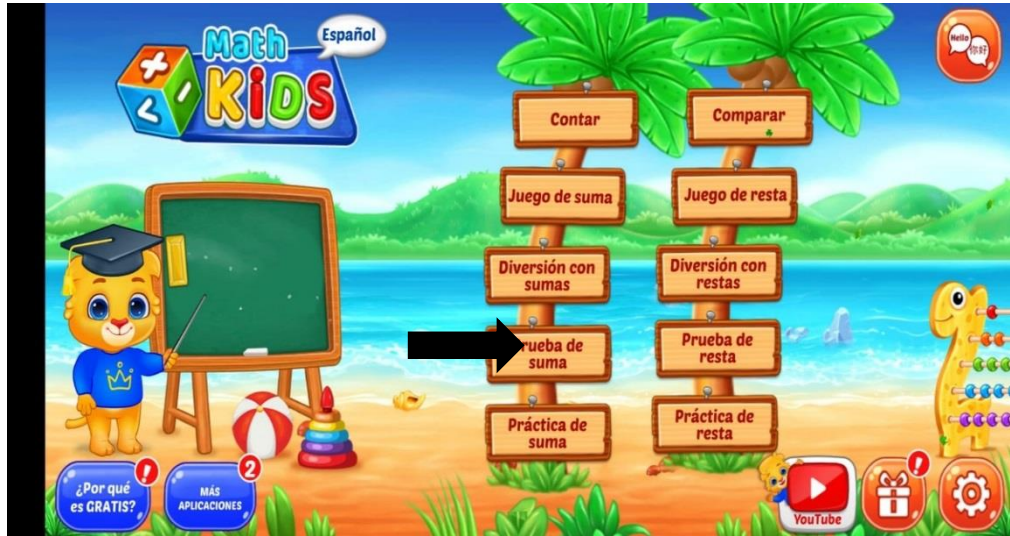 Math
Español
KiDS
Hello
你好
Contar
Comparar
Juego de suma
Juego de resta
Diversión con
sumas
Diversión con
restas
rueba de
suma
Prueba de
resta
Práctica de
suma
Práctica de
resta
¿Por qué
es GRATIS?
!
MÁS
APLICACIONES
2
YouTube
!